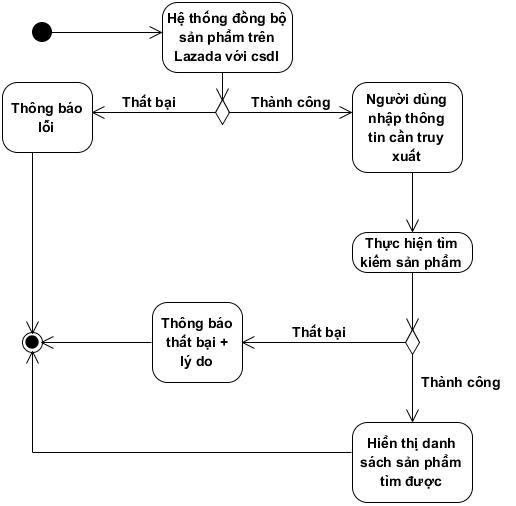 Hệ thống đồng bộ
sản phẩm trên
Lazada với csdl
Thất bại
Thành công
Thông báo
lỗi
Người dùng
nhập thông
tin cần truy
xuất
Thực hiện tìm
kiếm sản phẩm
Thất bại
Thông báo
thất bại +
lý do
Thành công
Hiển thị danh
sách sản phẩm
tìm được